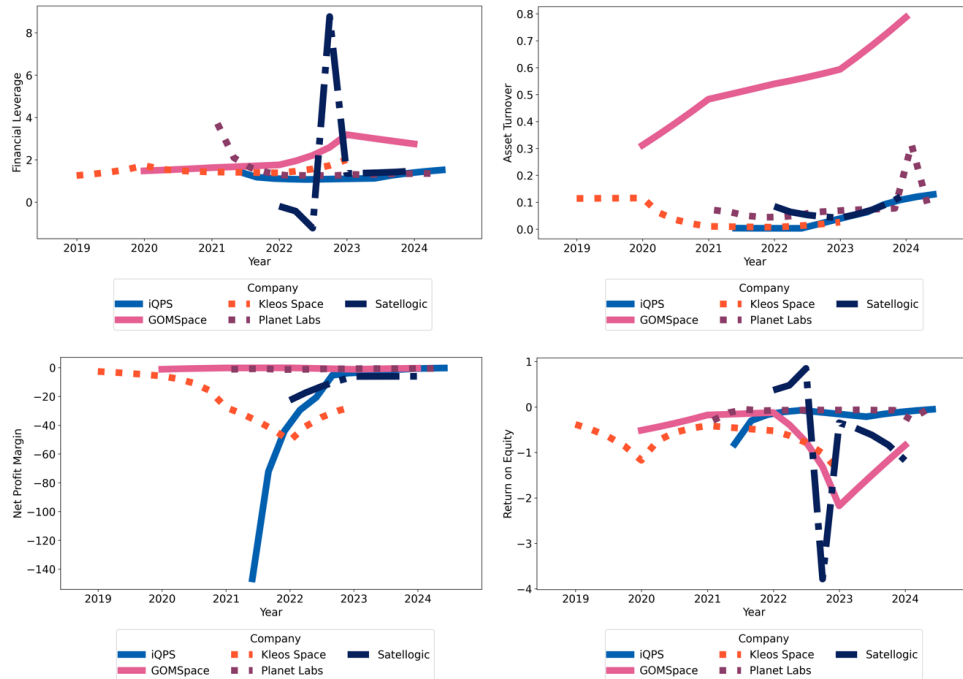 Financial Leverage
8
6
4
2
0
2019 2020 2021 2022 2023 2024
Year
Company
iQPS Kleos Space Satellogic
GOMSpace Planet Labs
Asset Turnover
0.8
0.7
0.6
0.5
0.4
0.3
0.2
0.1
0.0
2019 2020 2021 2022 2023 2024
Year
Company
iQPS Kleos Space Satellogic
GOMSpace Planet Labs
Net Profit Margin
0
−20
−40
−60
−80
−100
−120
−140
2019 2020 2021 2022 2023 2024
Year
Company
iQPS Kleos Space Satellogic
GOMSpace Planet Labs
Return on Equity
1
0
−1
−2
−3
−4
2019 2020 2021 2022 2023 2024
Year
Company
iQPS Kleos Space Satellogic
GOMSpace Planet Labs